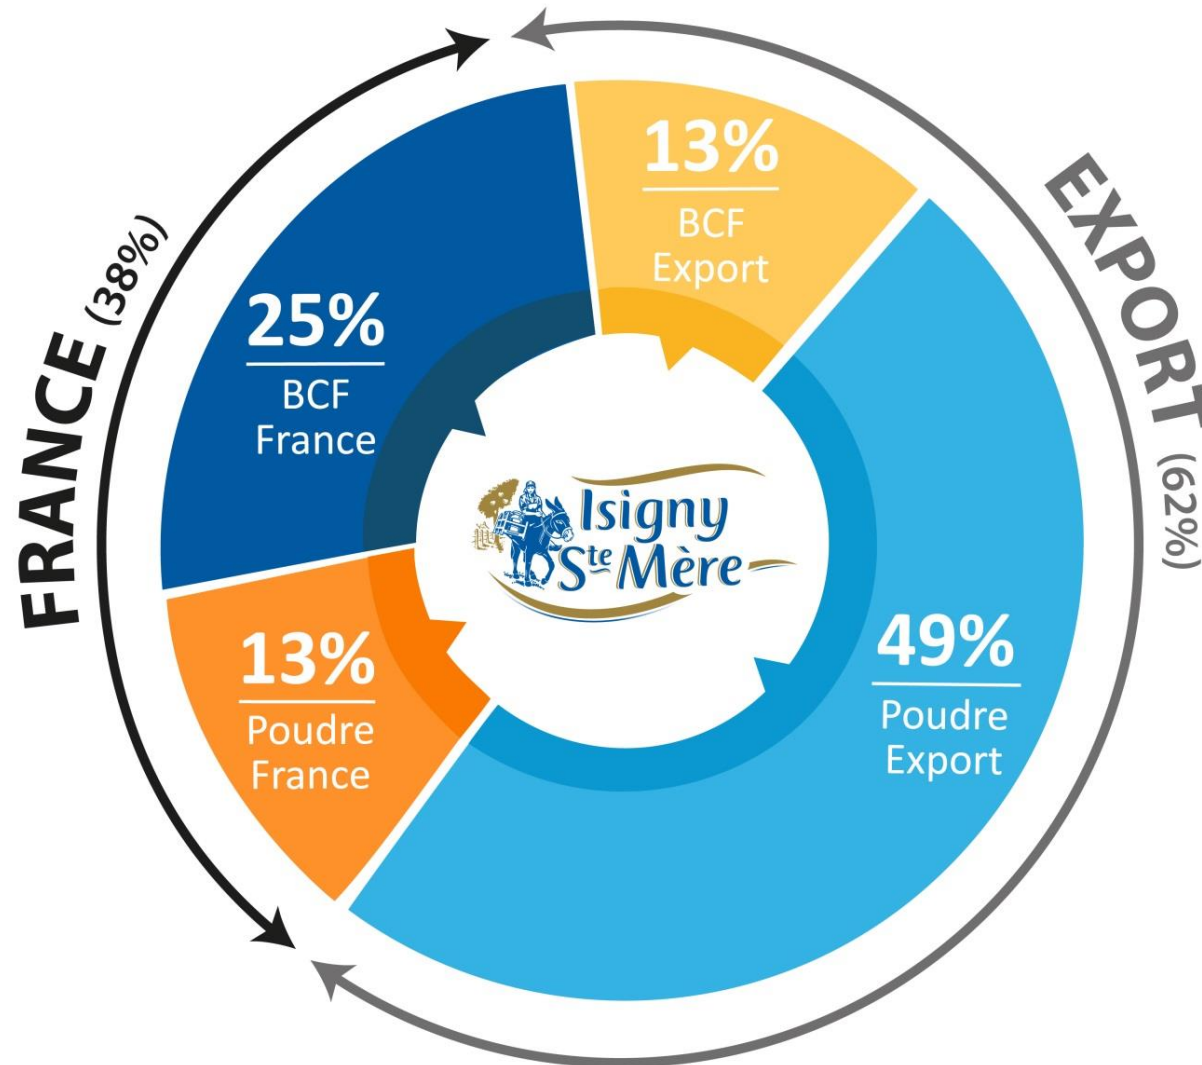 FRANCE (38%)
EXPORT (62%)
25%
BCF
France
13%
BCF
Export
13%
Poudre
France
49%
Poudre
Export
Isigny
Ste Mère